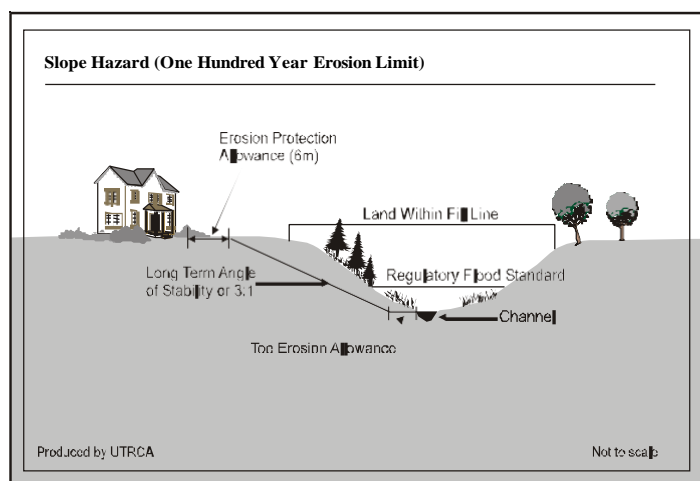 Slope Hazard (One Hundred Year Erosion Limit)
Erosion Protection
Allowance (6m)
Land Within Fill Line
Long Term Angle
of Stability or 3:1
Regulatory Flood Standard
Channel
Toe Erosion Allowance
Produced by UTRCA
Not to scale